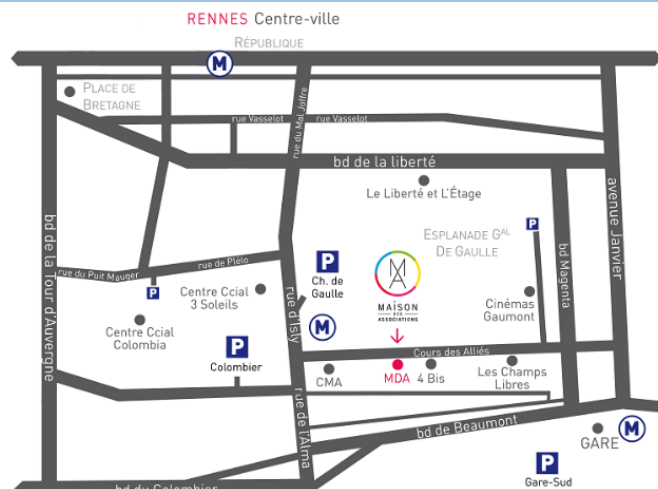 RENNES Centre-ville
RÉPUBLIQUE
M
PLACE DE
BRETAGNE
rue Vasselot
rue Vasselot
rue du Mal Joffre
bd de la liberté
Le Liberté et L'Étage
ESPLANADE GAL
DE GAULLE
P
avenue Janvier
bd Magenta
bd de la Tour d'Auvergne
rue du Puit Mauger
rue de Plélo
P
Centre Ccial
3 Soleils
Centre Ccial
Colombia
P
Ch. de
Gaulle
rue d'Isly
M
MA
MAISON
DES
ASSOCIATIONS
Cinémas
Gaumont
P
Colombier
Cours des Alliés
CMA
MDA
4 Bis
Les Champs
Libres
rue de l'Alma
bd de Beaumont
GARE
M
P
Gare-Sud
bd du Colombier